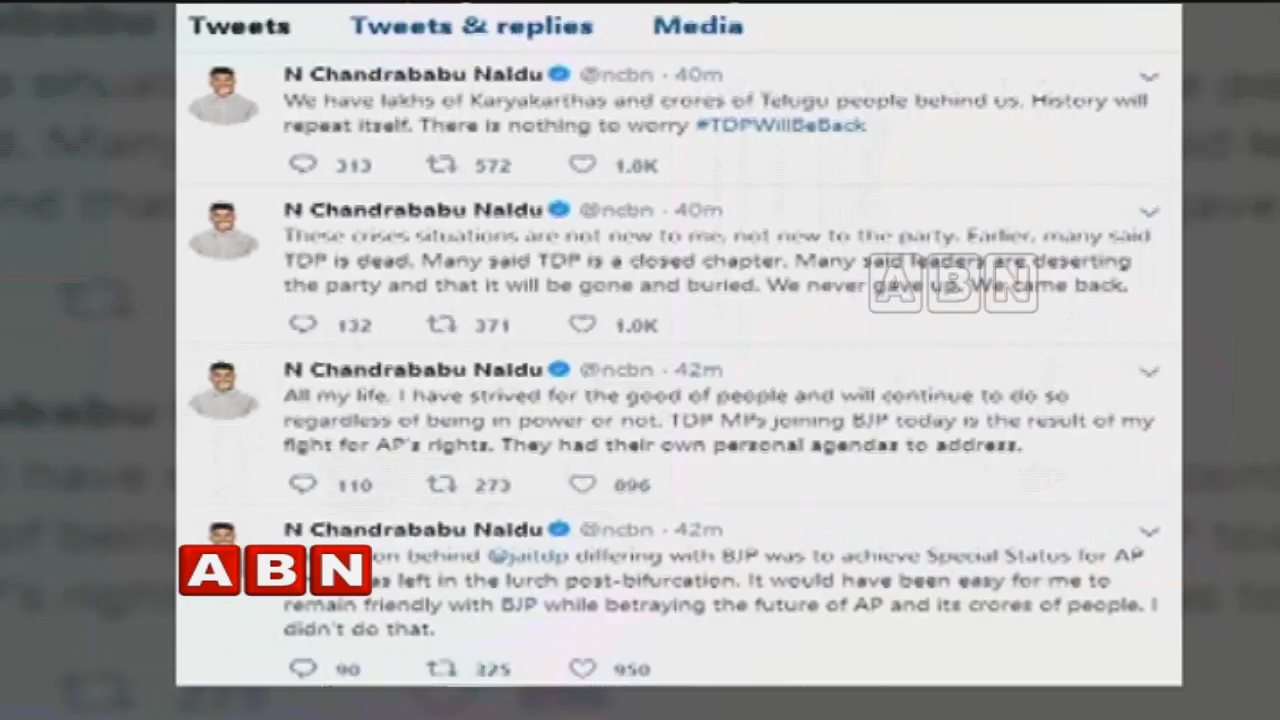 Tweets Tweets & replies Media
N Chandrababu Naidu @ncbn · 40m
We have lakhs of Karyakarthas and crores of Telugu people behind us. History will
repeat itself. There is nothing to worry #TDPWillBeBack
313 572 1.0K
N Chandrababu Naidu @ncbn · 40m
These crises situations are not new to me, not new to the party. Earlier, many said
TDP is dead. Many said TDP is a closed chapter. Many said leaders are deserting
the party and that it will be gone and buried. We never gave up. We came back.
ABN
132 371 1.0K
N Chandrababu Naidu @ncbn · 42m
All my life, I have strived for the good of people and will continue to do so
regardless of being in power or not. TDP MPs joining BJP today is the result of my
fight for AP's rights. They had their own personal agendas to address.
110 273 896
N Chandrababu Naidu @ncbn · 42m
on behind @jaitdp differing with BJP was to achieve Special Status for AP
ABN
as left in the lurch post-bifurcation. It would have been easy for me to
remain friendly with BJP while betraying the future of AP and its crores of people. I
didn't do that.
90 325 950